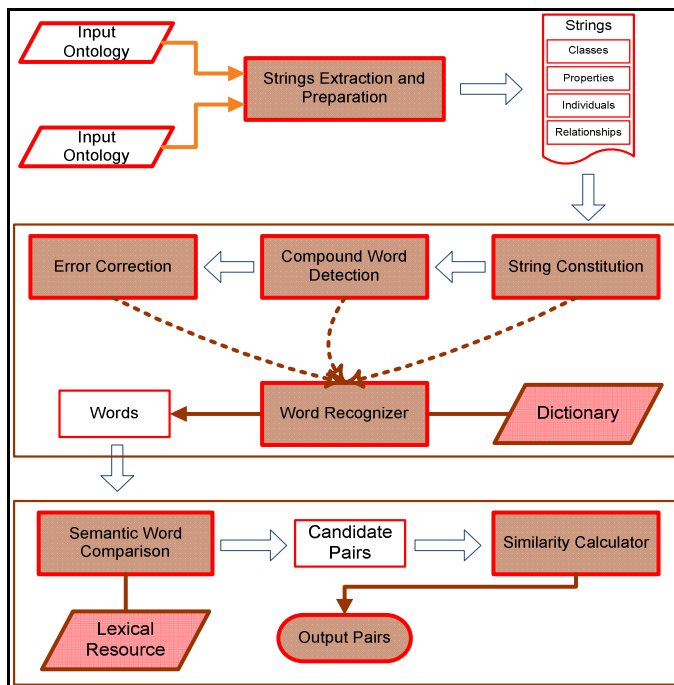 Input
Ontology
Strings Extraction and
Preparation
Strings
Classes
Properties
Individuals
Relationships
Input
Ontology
Error Correction
Compound Word
Detection
String Constitution
Words
Word Recognizer
Dictionary
Semantic Word
Comparison
Candidate
Pairs
Similarity Calculator
Lexical
Resource
Output Pairs